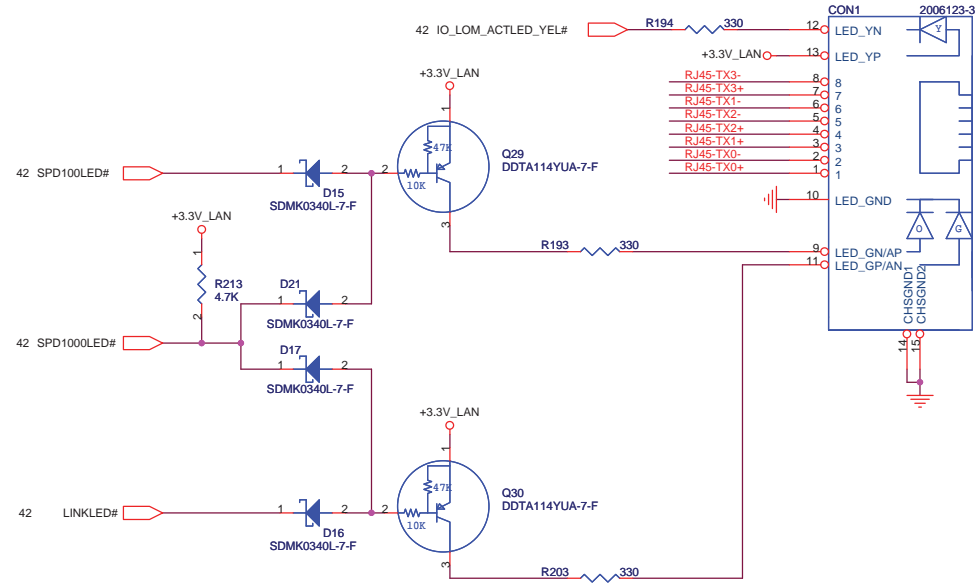 CON1 2006123-3
42 IO_LOM_ACTLED_YEL# R194 330 12 LED_YN Y
+3.3V_LAN 13 LED_YP
RJ45-TX3- 8 8
RJ45-TX3+ 7 7
RJ45-TX1- 6 6
RJ45-TX2- 5 5
RJ45-TX2+ 4 4
RJ45-TX1+ 3 3
RJ45-TX0- 2 2
RJ45-TX0+ 1 1
10 LED_GND
O G
9 LED_GN/AP
11 LED_GP/AN
CHSGND1
CHSGND2
14
15
+3.3V_LAN
1
47K
Q29
DDTA114YUA-7-F
42 SPD100LED# 1 2 2
10K
D15
SDMK0340L-7-F
3
R193 330
+3.3V_LAN
1
R213
4.7K
2
D21
1 2
SDMK0340L-7-F
42 SPD1000LED#
D17
1 2
SDMK0340L-7-F
+3.3V_LAN
1
47K
Q30
DDTA114YUA-7-F
42 LINKLED# 1 2 2
10K
D16
SDMK0340L-7-F
3
R203 330